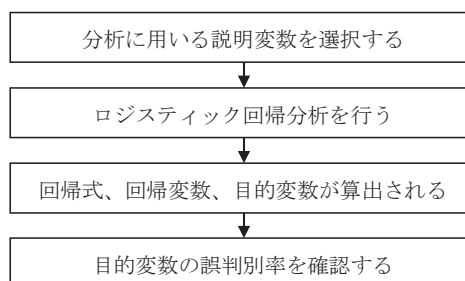 分析に用いる説明変数を選択する
ロジスティック回帰分析を行う
回帰式、回帰変数、目的変数が算出される
目的変数の誤判別率を確認する